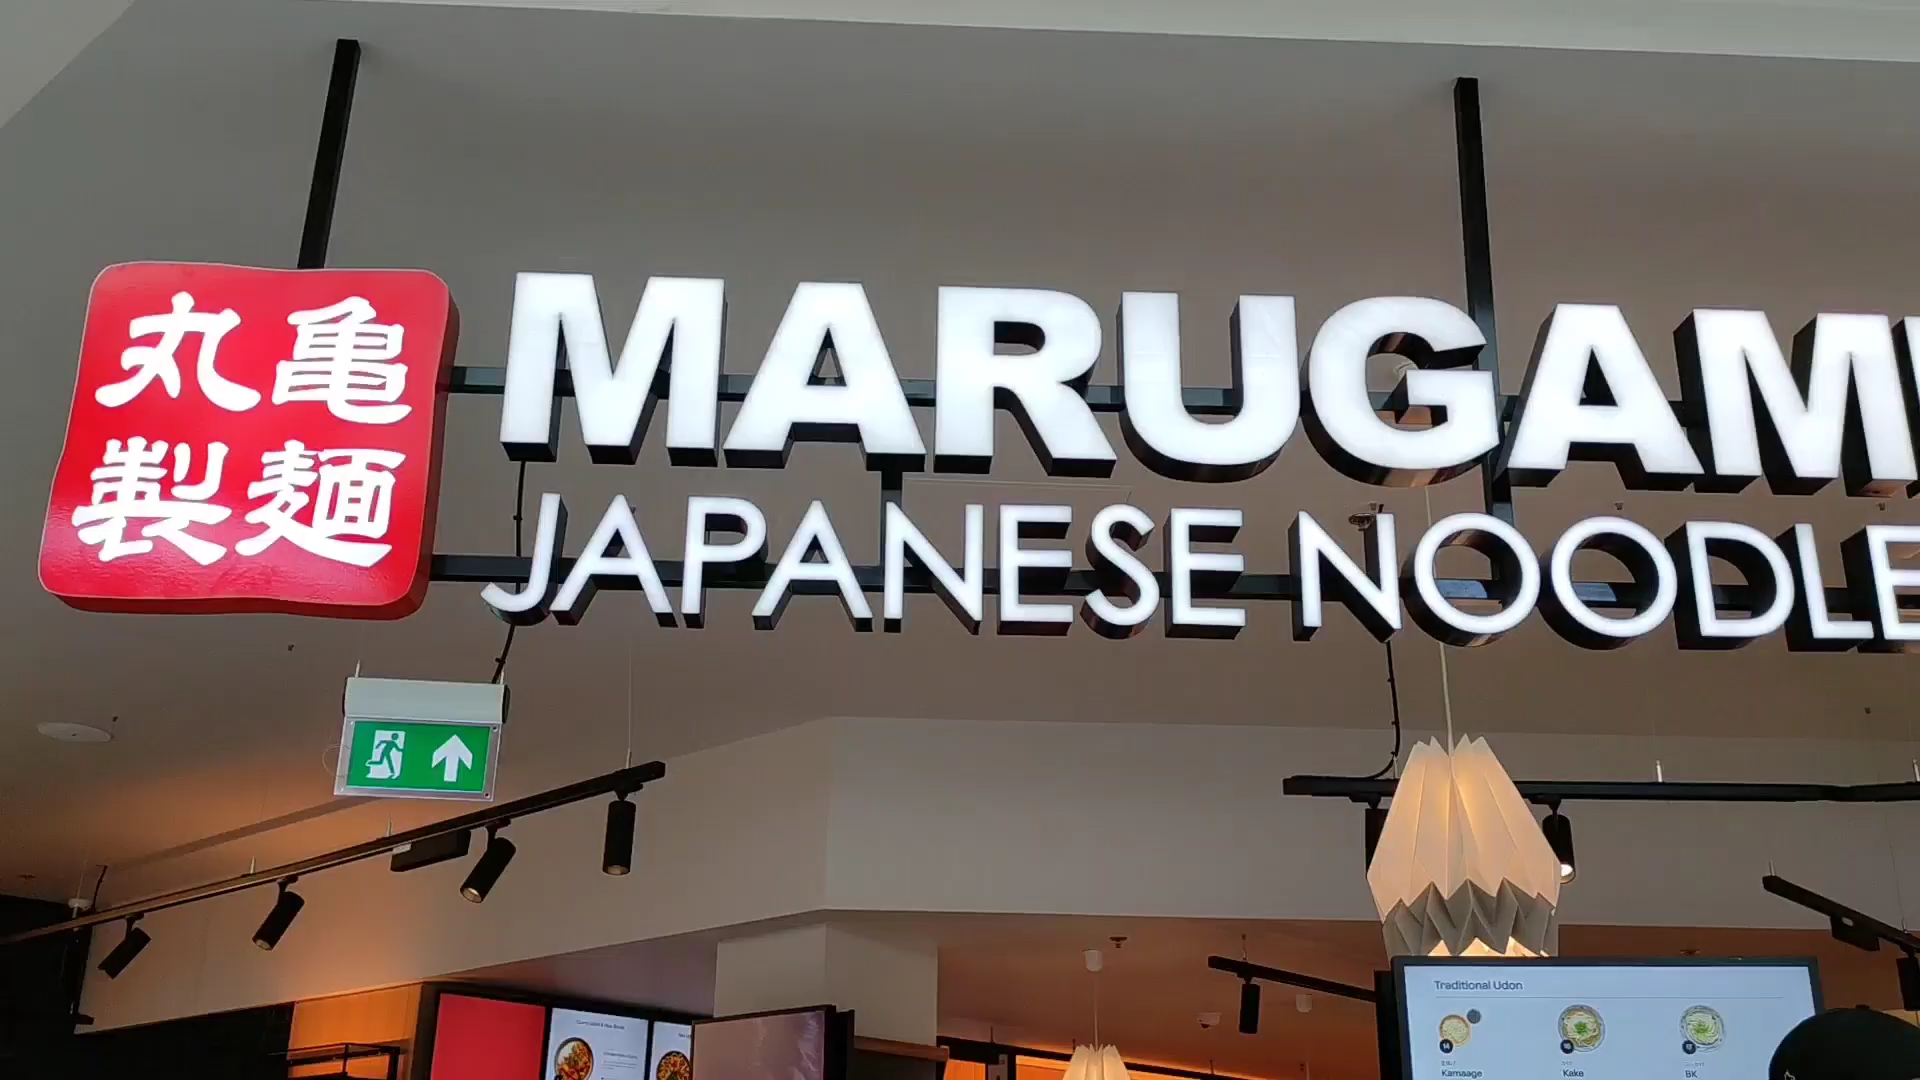 丸亀
製麺
MARUGAM
JAPANESE NOODLE
Traditional Udon
Kamaage
Kake
BK